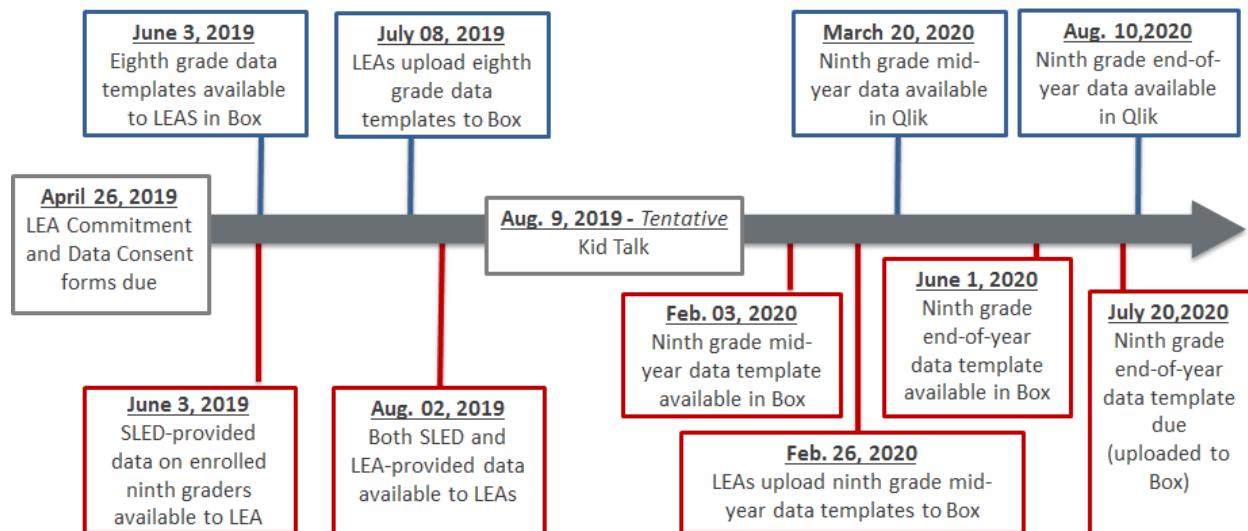 June 3, 2019
Eighth grade data
templates available
to LEAS in Box
July 08, 2019
LEAs upload eighth
grade data
templates to Box
March 20, 2020
Ninth grade mid-
year data available
in Qlik
Aug. 10,2020
Ninth grade end-of-
year data available
in Qlik
April 26, 2019
LEA Commitment
and Data Consent
forms due
Aug. 9, 2019 - Tentative
Kid Talk
June 3, 2019
SLED-provided
data on enrolled
ninth graders
available to LEA
Aug. 02, 2019
Both SLED and
LEA-provided data
available to LEAs
Feb. 03, 2020
Ninth grade mid-
year data template
available in Box
Feb. 26, 2020
LEAs upload ninth grade mid-
year data templates to Box
June 1, 2020
Ninth grade
end-of-year
data template
available in Box
July 20,2020
Ninth grade
end-of-year
data template
due
(uploaded to
Box)